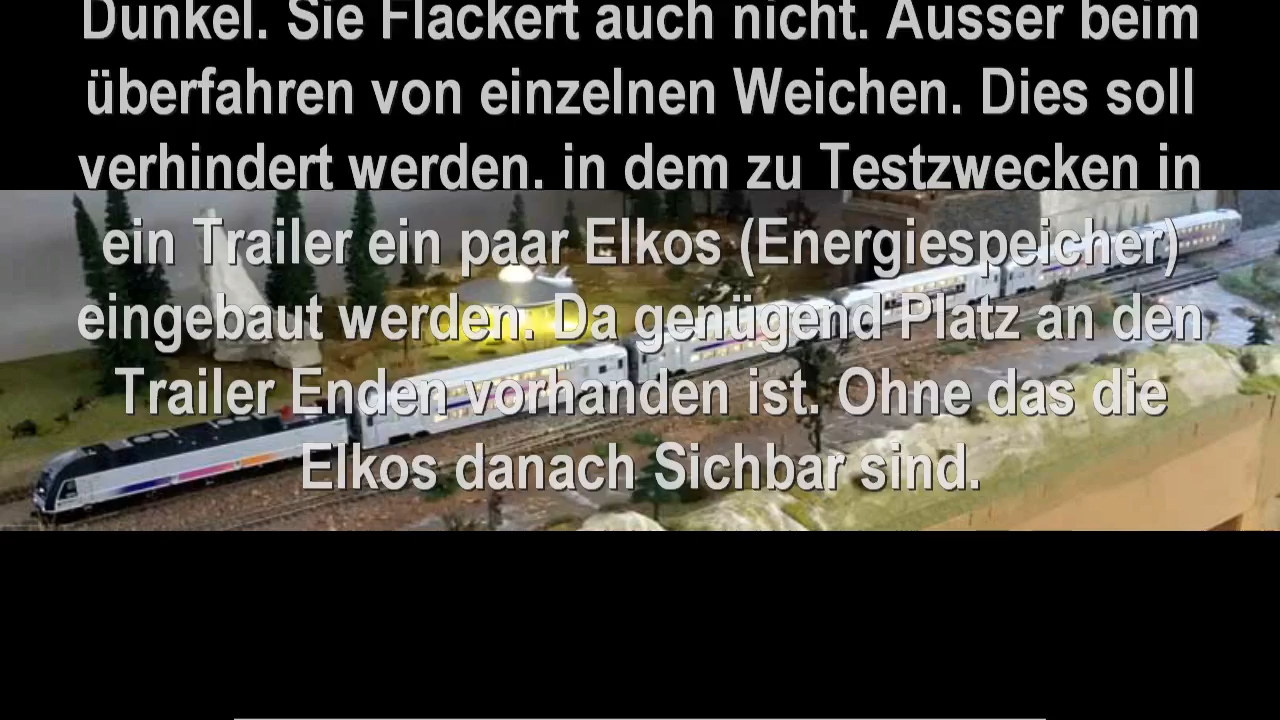 Dunkel. Sie Flackert auch nicht. Ausser beim
überfahren von einzelnen Weichen. Dies soll
verhindert werden. in dem zu Testzwecken in
ein Trailer ein paar Elkos (Energiespeicher)
eingebaut werden. Da genügend Platz an den
Trailer Enden vorhanden ist. Ohne das die
Elkos danach Sichbar sind.